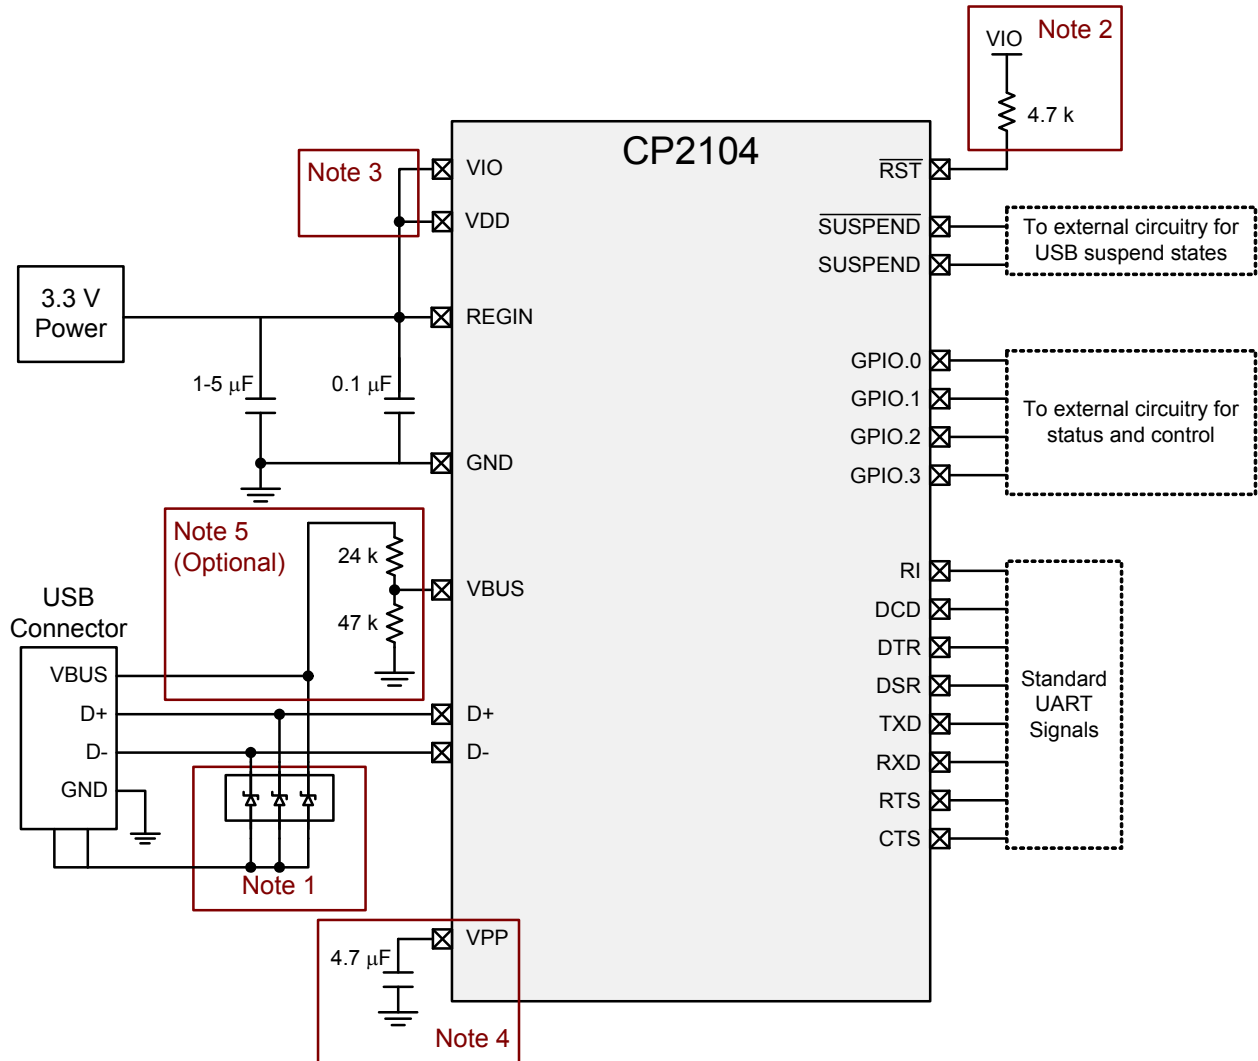 Note 2
VIO
4.7 k
CP2104
Note 3
VIO
VDD
RST
SUSPEND
SUSPEND
To external circuitry for
USB suspend states
3.3 V
Power
REGIN
1-5 µF
0.1 µF
GND
GPIO.0
GPIO.1
GPIO.2
GPIO.3
To external circuitry for
status and control
Note 5
(Optional)
24 k
47 k
VBUS
USB
Connector
VBUS
D+
D-
GND
D+
D-
RI
DCD
DTR
DSR
TXD
RXD
RTS
CTS
Standard
UART
Signals
Note 1
VPP
4.7 µF
Note 4